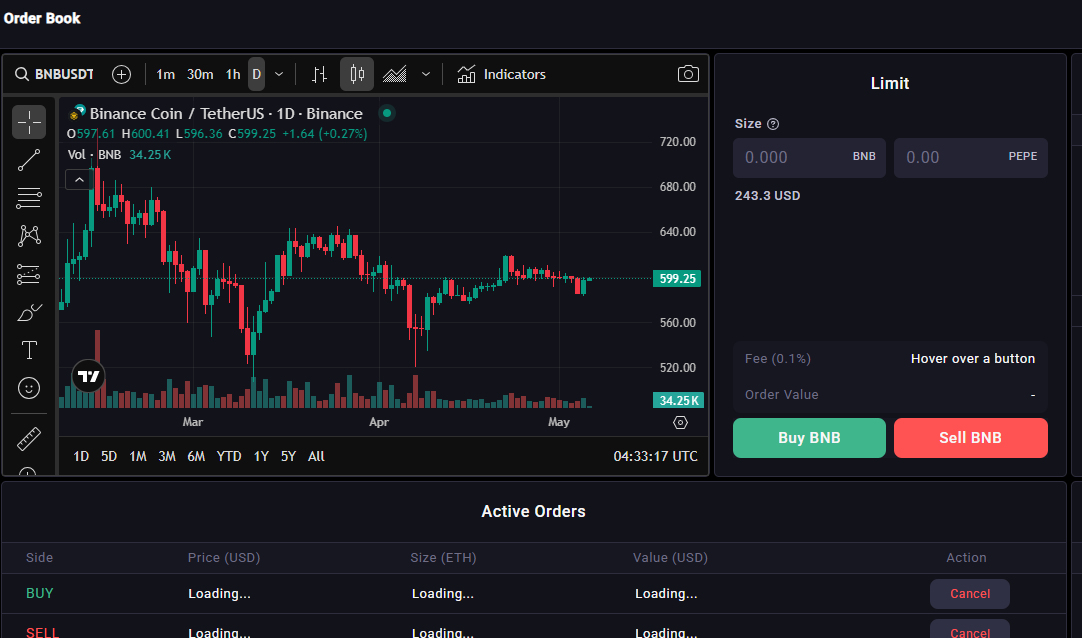 Order Book
BNBUSDT 1m 30m 1h D Indicators
Binance Coin / TetherUS · 1D · Binance
O597.61 H600.41 L596.36 C599.25 +1.64 (+0.27%)
Vol · BNB 34.25 K
720.00
680.00
640.00
599.25
560.00
520.00
34.25 K
Mar Apr May
1D 5D 1M 3M 6M YTD 1Y 5Y All 04:33:17 UTC
Limit
Size
0.000 BNB 0.00 PEPE
243.3 USD
Fee (0.1%) Hover over a button
Order Value -
Buy BNB Sell BNB
Active Orders
Side Price (USD) Size (ETH) Value (USD) Action
BUY Loading... Loading... Loading... Cancel
SELL Loading... Loading... Loading... Cancel